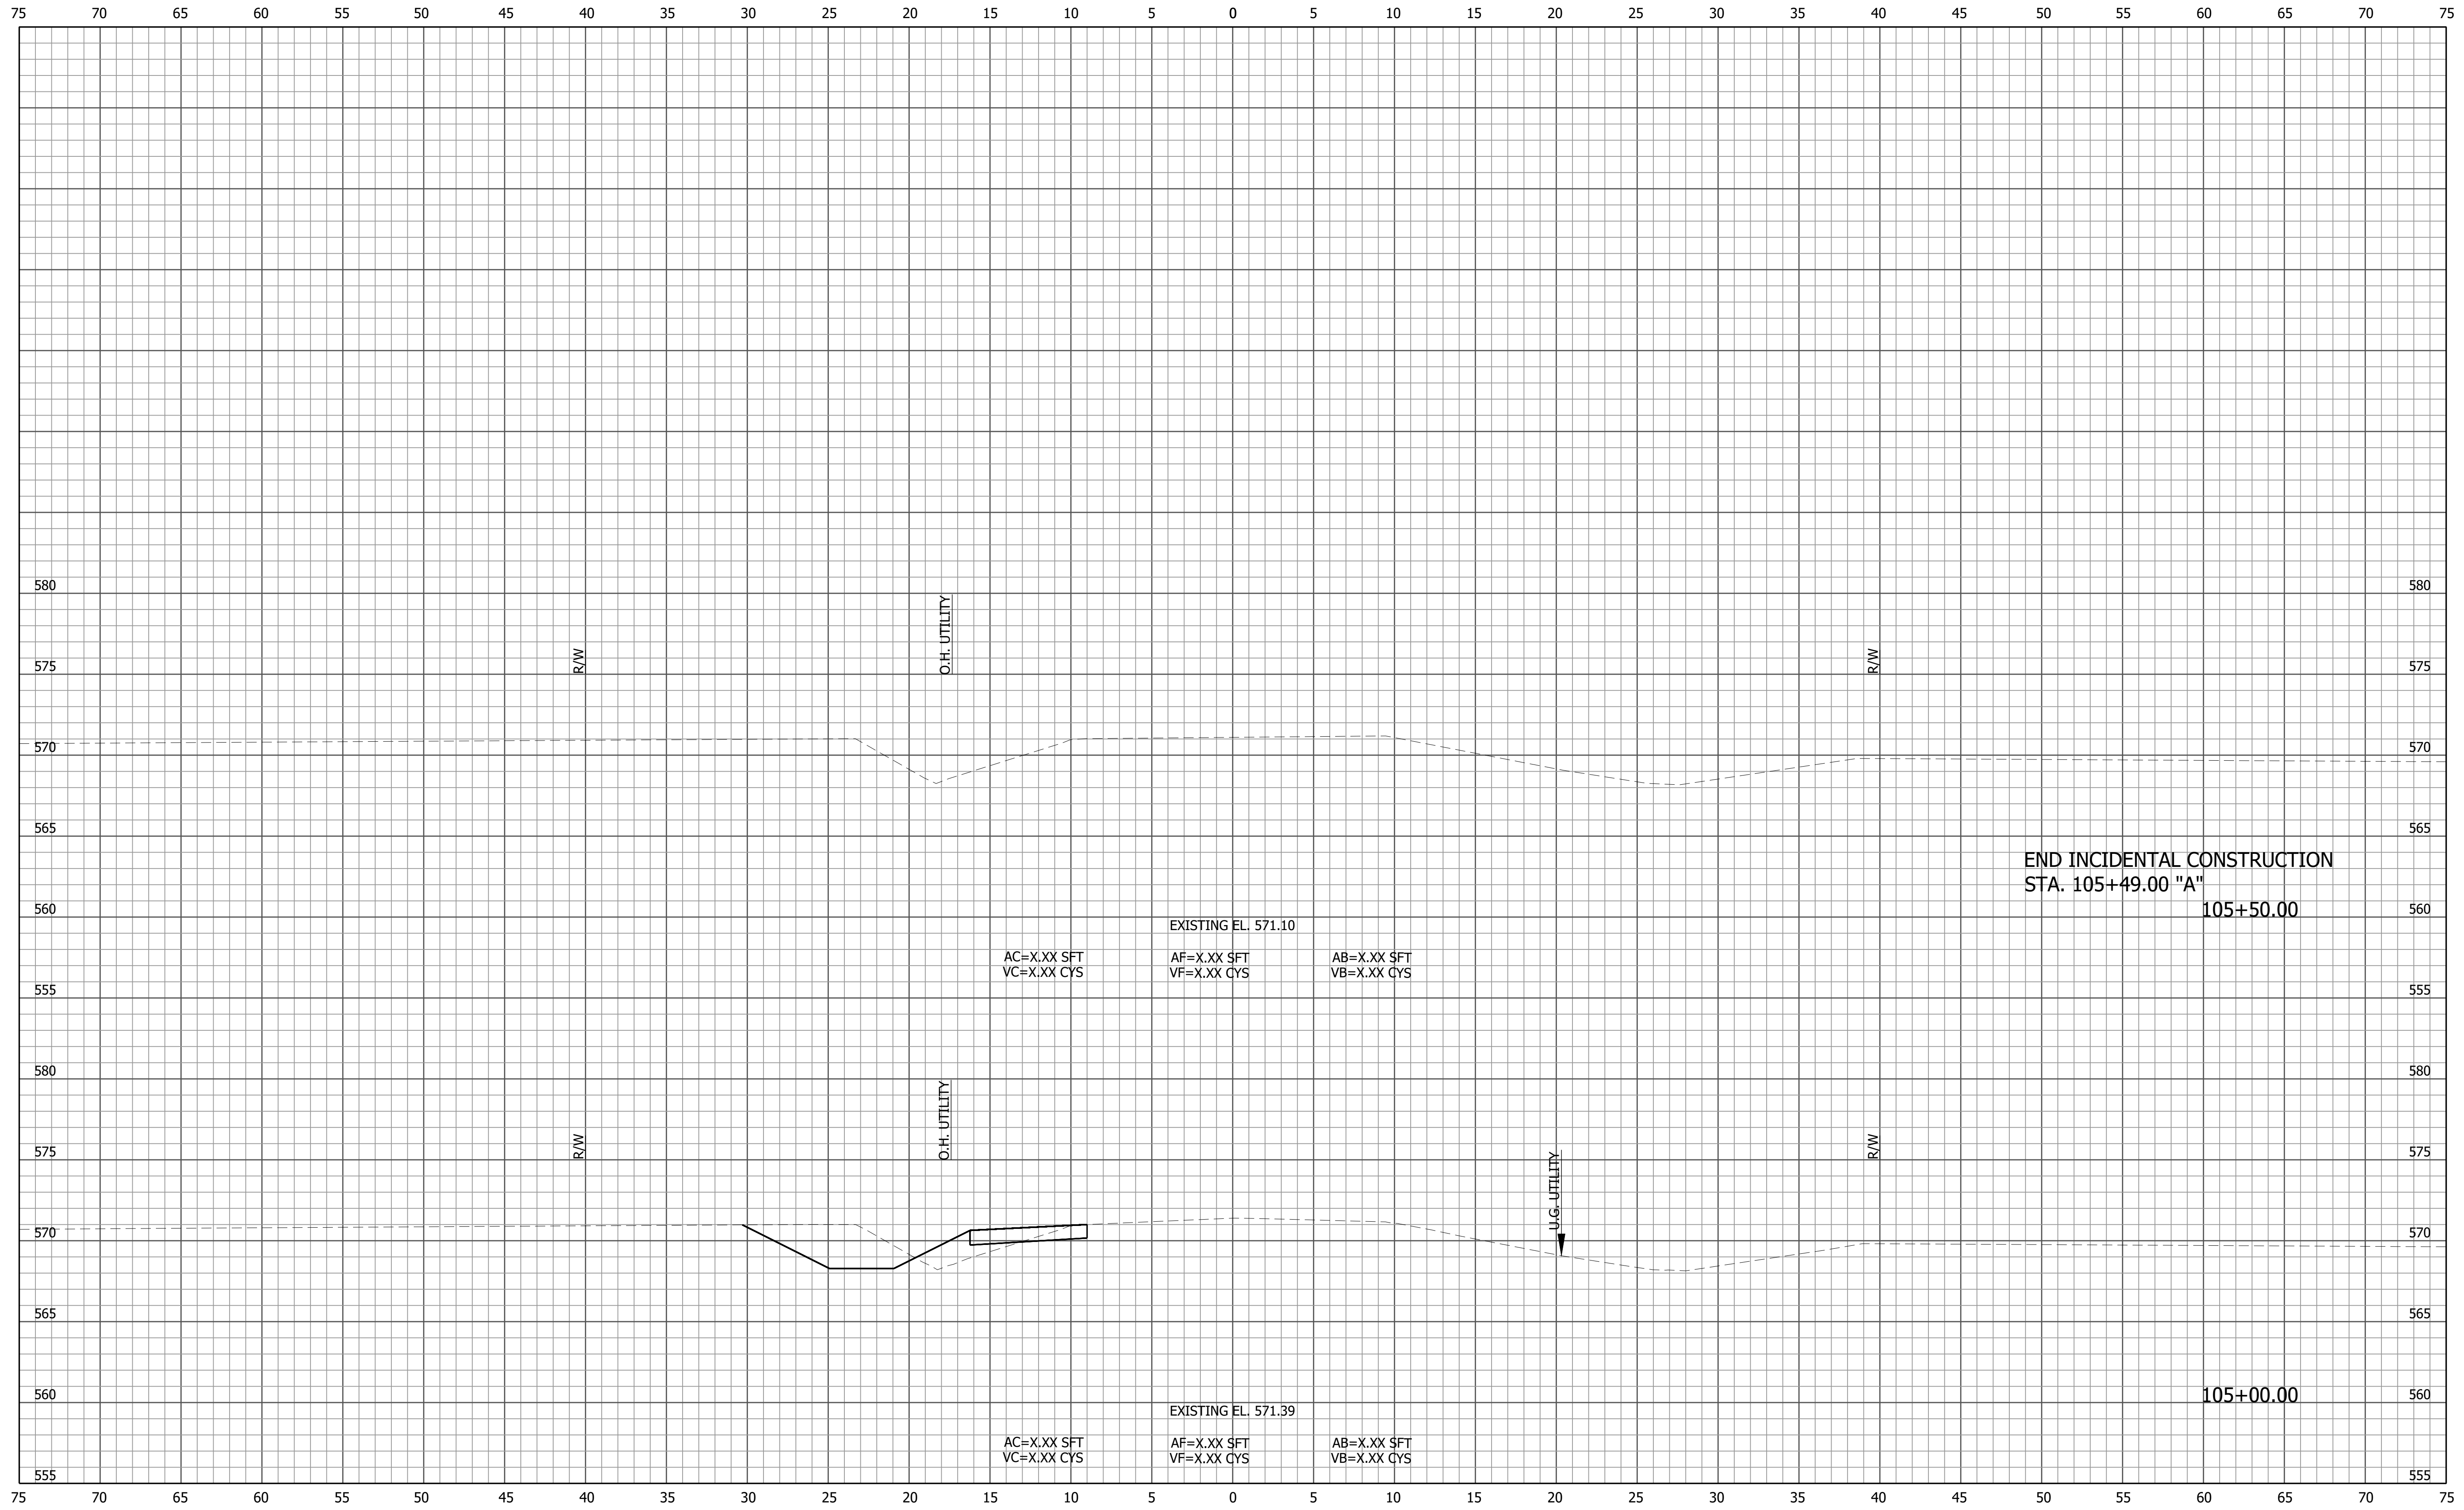 75 70 65 60 55 50 45 40 35 30 25 20 15 10 5 0 5 10 15 20 25 30 35 40 45 50 55 60 65 70 75
580 580
O.H. UTILITY
R/W R/W
575 575
570 570
565 565
END INCIDENTAL CONSTRUCTION
STA. 105+49.00 "A"
560 105+50.00 560
EXISTING EL. 571.10
AC=X.XX SFT AF=X.XX SFT AB=X.XX SFT
VC=X.XX CYS VF=X.XX CYS VB=X.XX CYS
555 555
580 580
O.H. UTILITY
R/W R/W
575 575
U.G. UTILITY
570 570
565 565
560 105+00.00 560
EXISTING EL. 571.39
AC=X.XX SFT AF=X.XX SFT AB=X.XX SFT
VC=X.XX CYS VF=X.XX CYS VB=X.XX CYS
555 555
75 70 65 60 55 50 45 40 35 30 25 20 15 10 5 0 5 10 15 20 25 30 35 40 45 50 55 60 65 70 75